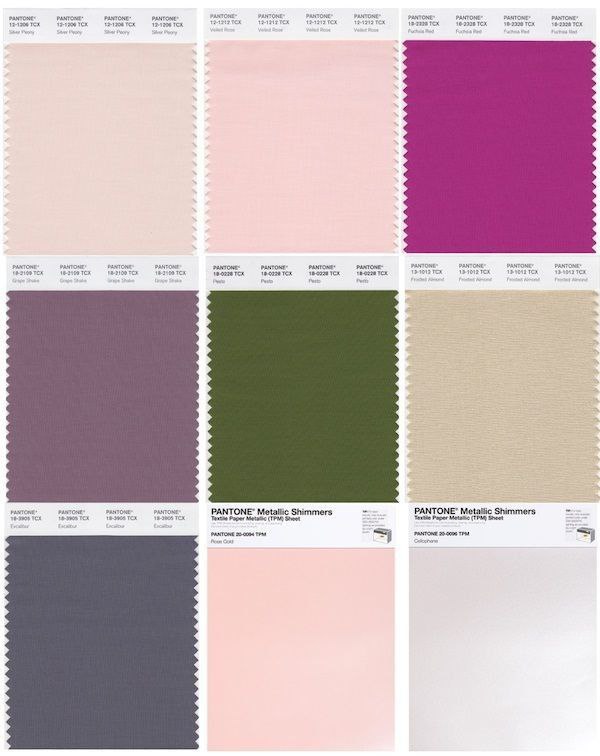 PANTONE® PANTONE® PANTONE® PANTONE®
12-1206 TCX 12-1206 TCX 12-1206 TCX 12-1206 TCX
Silver Peony Silver Peony Silver Peony Silver Peony
PANTONE® PANTONE® PANTONE® PANTONE®
12-1212 TCX 12-1212 TCX 12-1212 TCX 12-1212 TCX
Veiled Rose Veiled Rose Veiled Rose Veiled Rose
PANTONE® PANTONE® PANTONE® PANTONE®
18-2328 TCX 18-2328 TCX 18-2328 TCX 18-2328 TCX
Fuchsia Red Fuchsia Red Fuchsia Red Fuchsia Red
PANTONE® PANTONE® PANTONE® PANTONE®
18-2109 TCX 18-2109 TCX 18-2109 TCX 18-2109 TCX
Grape Shake Grape Shake Grape Shake Grape Shake
PANTONE® PANTONE® PANTONE® PANTONE®
18-0228 TCX 18-0228 TCX 18-0228 TCX 18-0228 TCX
Pesto Pesto Pesto Pesto
PANTONE® PANTONE® PANTONE® PANTONE®
13-1012 TCX 13-1012 TCX 13-1012 TCX 13-1012 TCX
Frosted Almond Frosted Almond Frosted Almond Frosted Almond
PANTONE® PANTONE® PANTONE® PANTONE®
18-3905 TCX 18-3905 TCX 18-3905 TCX 18-3905 TCX
Excalibur Excalibur Excalibur Excalibur
PANTONE® Metallic Shimmers
Textile Paper Metallic (TPM) Sheet
PANTONE 20-0094 TPM
Rose Gold
PANTONE® Metallic Shimmers
Textile Paper Metallic (TPM) Sheet
PANTONE 20-0096 TPM
Cellophane